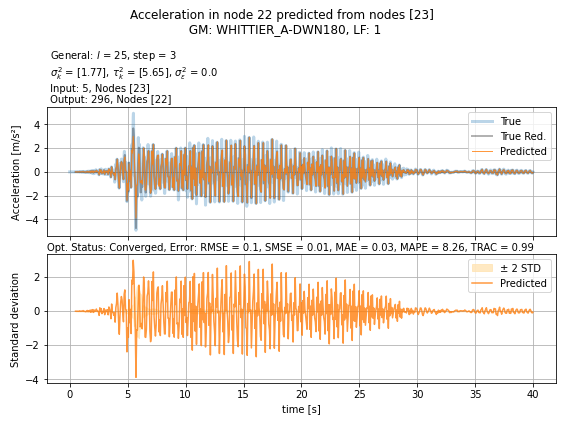 Acceleration in node 22 predicted from nodes [23]
GM: WHITTIER_A-DWN180, LF: 1
General: l = 25, step = 3
σ²ₖ = [1.77], τ²ₖ = [5.65], σ²ε = 0.0
Input: 5, Nodes [23]
Output: 296, Nodes [22]
Acceleration [m/s²]
4
2
0
−2
−4
True
True Red.
Predicted
Opt. Status: Converged, Error: RMSE = 0.1, SMSE = 0.01, MAE = 0.03, MAPE = 8.26, TRAC = 0.99
Standard deviation
2
0
−2
−4
± 2 STD
Predicted
0 5 10 15 20 25 30 35 40
time [s]